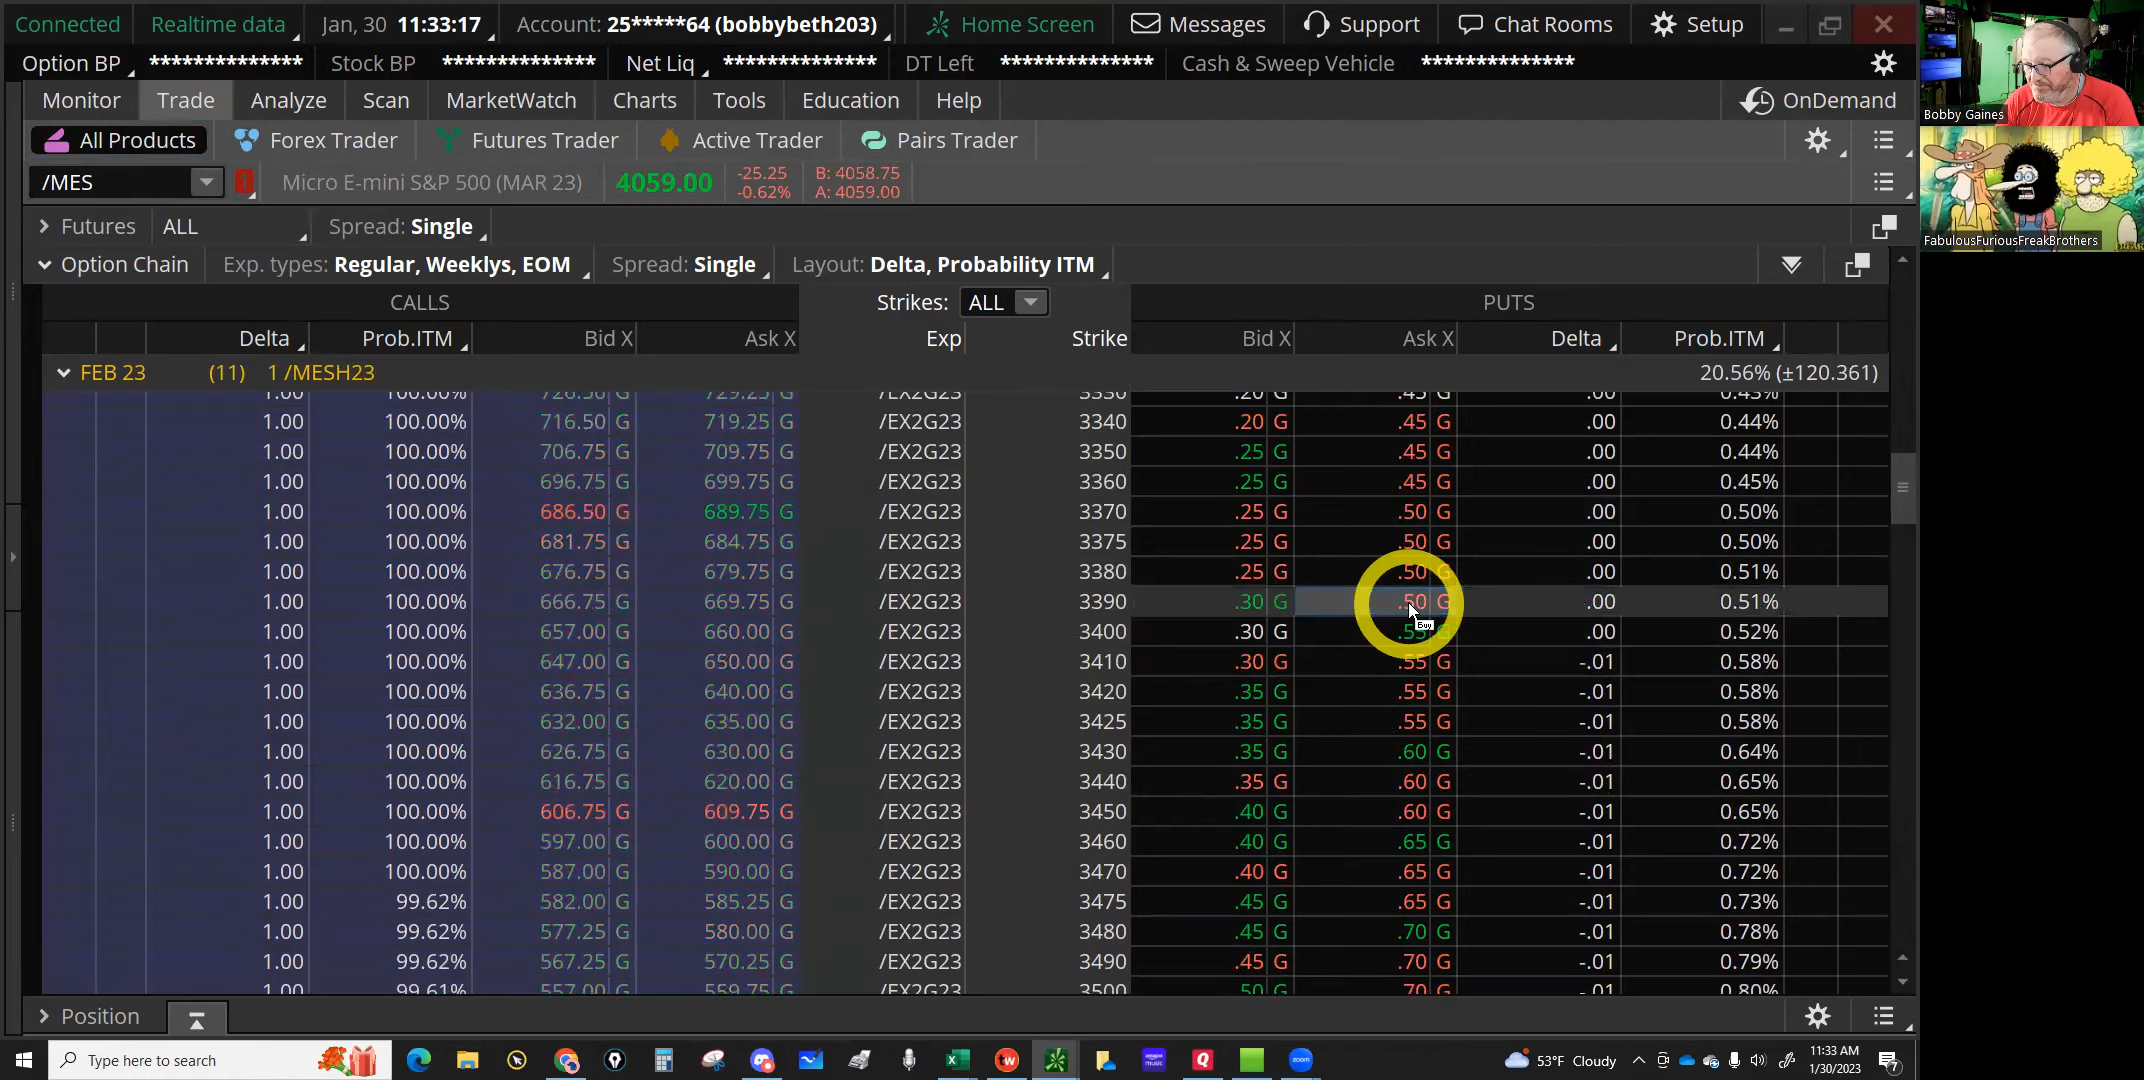 Connected Realtime data Jan, 30 11:33:17 Account: 25*****64 (bobbybeth203) Home Screen Messages Support Chat Rooms Setup
Option BP ************** Stock BP ************** Net Liq ************** DT Left ************** Cash & Sweep Vehicle **************
Monitor Trade Analyze Scan MarketWatch Charts Tools Education Help OnDemand
All Products Forex Trader Futures Trader Active Trader Pairs Trader
/MES 1 Micro E-mini S&P 500 (MAR 23) 4059.00 -25.25 B: 4058.75
-0.62% A: 4059.00
Futures ALL Spread: Single
Option Chain Exp. types: Regular, Weeklys, EOM Spread: Single Layout: Delta, Probability ITM
CALLS Strikes: ALL PUTS
Delta Prob.ITM Bid X Ask X Exp Strike Bid X Ask X Delta Prob.ITM
FEB 23 (11) 1 /MESH23 20.56% (±120.361)
1.00 100.00% 726.50 G 729.25 G /EX2G23 3330 .20 G .45 G .00 0.43%
1.00 100.00% 716.50 G 719.25 G /EX2G23 3340 .20 G .45 G .00 0.44%
1.00 100.00% 706.75 G 709.75 G /EX2G23 3350 .25 G .45 G .00 0.44%
1.00 100.00% 696.75 G 699.75 G /EX2G23 3360 .25 G .45 G .00 0.45%
1.00 100.00% 686.50 G 689.75 G /EX2G23 3370 .25 G .50 G .00 0.50%
1.00 100.00% 681.75 G 684.75 G /EX2G23 3375 .25 G .50 G .00 0.50%
1.00 100.00% 676.75 G 679.75 G /EX2G23 3380 .25 G .50 G .00 0.51%
1.00 100.00% 666.75 G 669.75 G /EX2G23 3390 .30 G .50 G .00 0.51%
Buy
1.00 100.00% 657.00 G 660.00 G /EX2G23 3400 .30 G .55 G .00 0.52%
1.00 100.00% 647.00 G 650.00 G /EX2G23 3410 .30 G .55 G -.01 0.58%
1.00 100.00% 636.75 G 640.00 G /EX2G23 3420 .35 G .55 G -.01 0.58%
1.00 100.00% 632.00 G 635.00 G /EX2G23 3425 .35 G .55 G -.01 0.58%
1.00 100.00% 626.75 G 630.00 G /EX2G23 3430 .35 G .60 G -.01 0.64%
1.00 100.00% 616.75 G 620.00 G /EX2G23 3440 .35 G .60 G -.01 0.65%
1.00 100.00% 606.75 G 609.75 G /EX2G23 3450 .40 G .60 G -.01 0.65%
1.00 100.00% 597.00 G 600.00 G /EX2G23 3460 .40 G .65 G -.01 0.72%
1.00 100.00% 587.00 G 590.00 G /EX2G23 3470 .40 G .65 G -.01 0.72%
1.00 99.62% 582.00 G 585.25 G /EX2G23 3475 .45 G .65 G -.01 0.73%
1.00 99.62% 577.25 G 580.00 G /EX2G23 3480 .45 G .70 G -.01 0.78%
1.00 99.62% 567.25 G 570.25 G /EX2G23 3490 .45 G .70 G -.01 0.79%
1.00 99.61% 557.00 G 559.75 G /EX2G23 3500 .50 G .70 G -.01 0.80%
Position
Type here to search 53°F Cloudy 11:33 AM
1/30/2023 7
Bobby Gaines
FabulousFuriousFreakBrothers